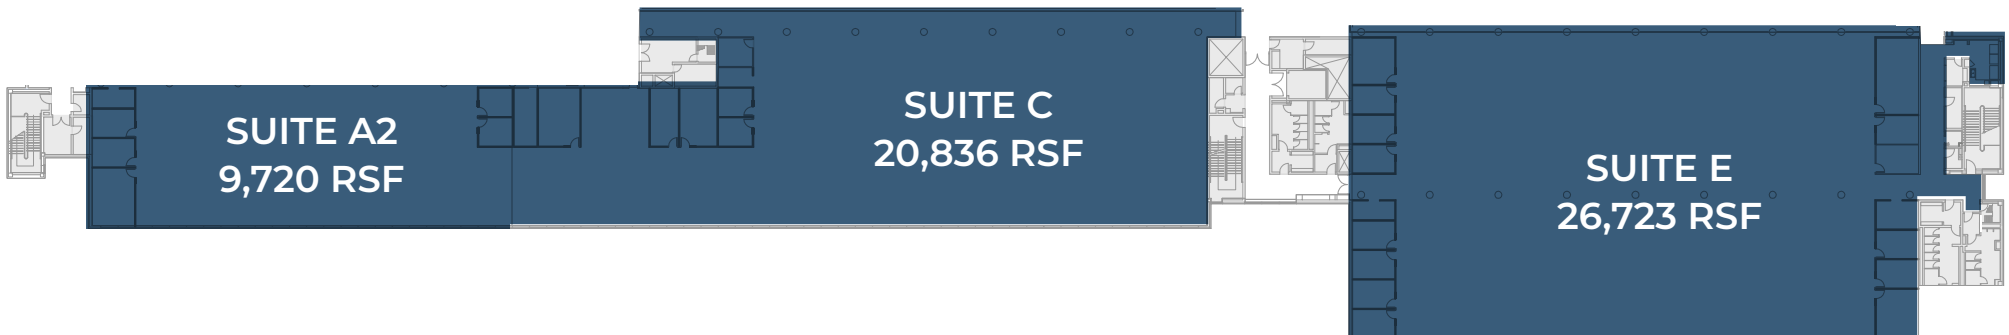 SUITE A2
9,720 RSF
SUITE C
20,836 RSF
SUITE E
26,723 RSF